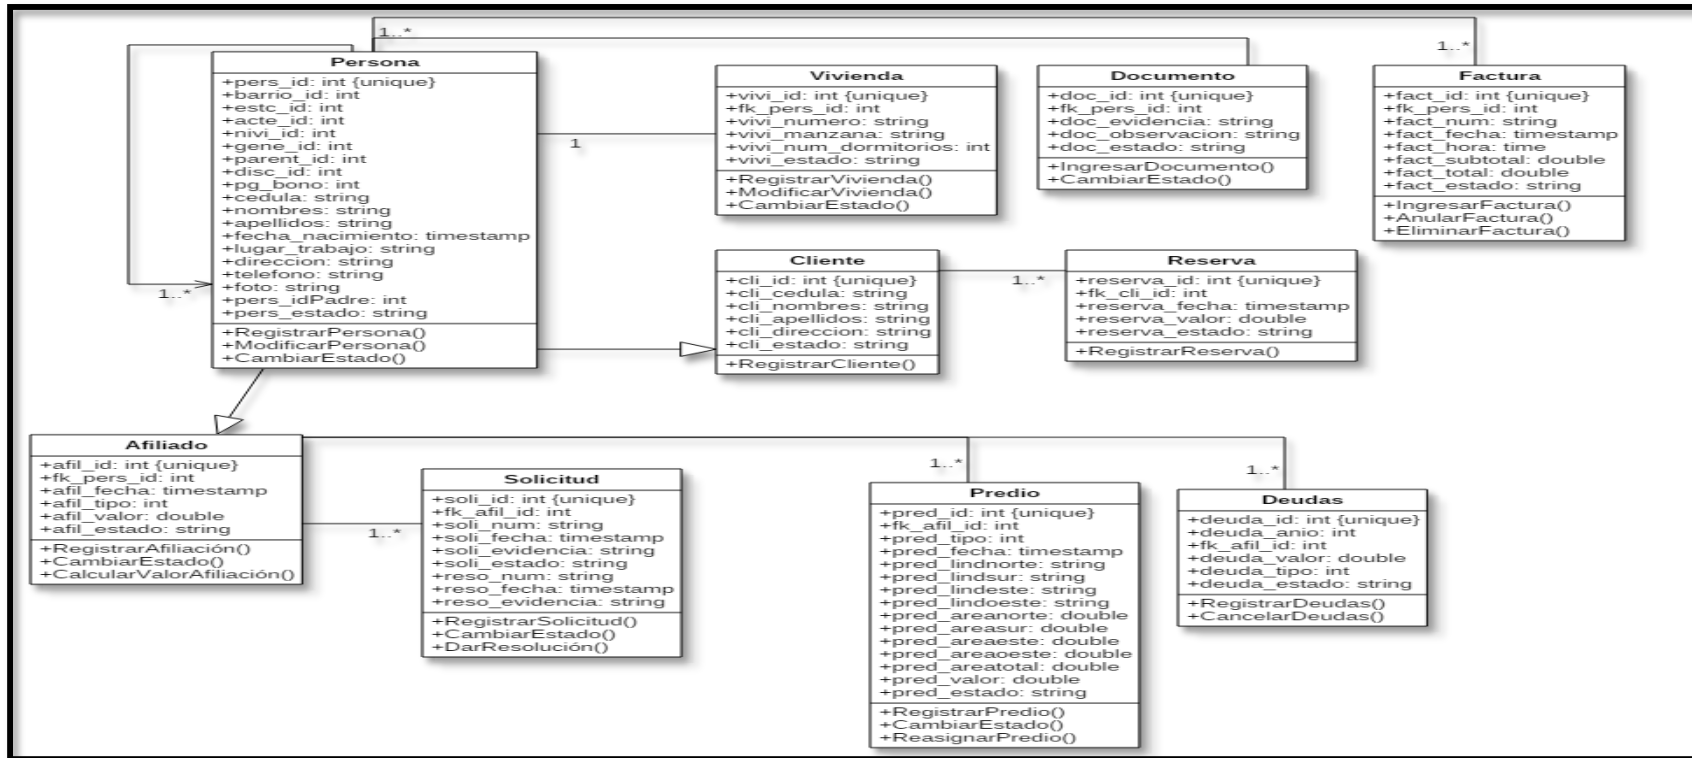 1..*
1..*
Persona
+pers_id: int {unique}
+barrio_id: int
+estc_id: int
+acte_id: int
+nivi_id: int
+gene_id: int
+parent_id: int
+disc_id: int
+pg_bono: int
+cedula: string
+nombres: string
+apellidos: string
+fecha_nacimiento: timestamp
+lugar_trabajo: string
+direccion: string
+telefono: string
+foto: string
+pers_idPadre: int
+pers_estado: string
+RegistrarPersona()
+ModificarPersona()
+CambiarEstado()
1..*
1
Vivienda
+vivi_id: int {unique}
+fk_pers_id: int
+vivi_numero: string
+vivi_manzana: string
+vivi_num_dormitorios: int
+vivi_estado: string
+RegistrarVivienda()
+ModificarVivienda()
+CambiarEstado()
Documento
+doc_id: int {unique}
+fk_pers_id: int
+doc_evidencia: string
+doc_observacion: string
+doc_estado: string
+IngresarDocumento()
+CambiarEstado()
Factura
+fact_id: int {unique}
+fk_pers_id: int
+fact_num: string
+fact_fecha: timestamp
+fact_hora: time
+fact_subtotal: double
+fact_total: double
+fact_estado: string
+IngresarFactura()
+AnularFactura()
+EliminarFactura()
Cliente
+cli_id: int {unique}
+cli_cedula: string
+cli_nombres: string
+cli_apellidos: string
+cli_direccion: string
+cli_estado: string
+RegistrarCliente()
1..*
Reserva
+reserva_id: int {unique}
+fk_cli_id: int
+reserva_fecha: timestamp
+reserva_valor: double
+reserva_estado: string
+RegistrarReserva()
Afiliado
+afil_id: int {unique}
+fk_pers_id: int
+afil_fecha: timestamp
+afil_tipo: int
+afil_valor: double
+afil_estado: string
+RegistrarAfiliación()
+CambiarEstado()
+CalcularValorAfiliación()
1..*
Solicitud
+soli_id: int {unique}
+fk_afil_id: int
+soli_num: string
+soli_fecha: timestamp
+soli_evidencia: string
+soli_estado: string
+reso_num: string
+reso_fecha: timestamp
+reso_evidencia: string
+RegistrarSolicitud()
+CambiarEstado()
+DarResolución()
1..*
Predio
+pred_id: int {unique}
+fk_afil_id: int
+pred_tipo: int
+pred_fecha: timestamp
+pred_lindnorte: string
+pred_lindsur: string
+pred_lindeste: string
+pred_lindoeste: string
+pred_areanorte: double
+pred_areasur: double
+pred_areaeste: double
+pred_areaoeste: double
+pred_areatotal: double
+pred_valor: double
+pred_estado: string
+RegistrarPredio()
+CambiarEstado()
+ReasignarPredio()
1..*
Deudas
+deuda_id: int {unique}
+deuda_anio: int
+fk_afil_id: int
+deuda_valor: double
+deuda_tipo: int
+deuda_estado: string
+RegistrarDeudas()
+CancelarDeudas()